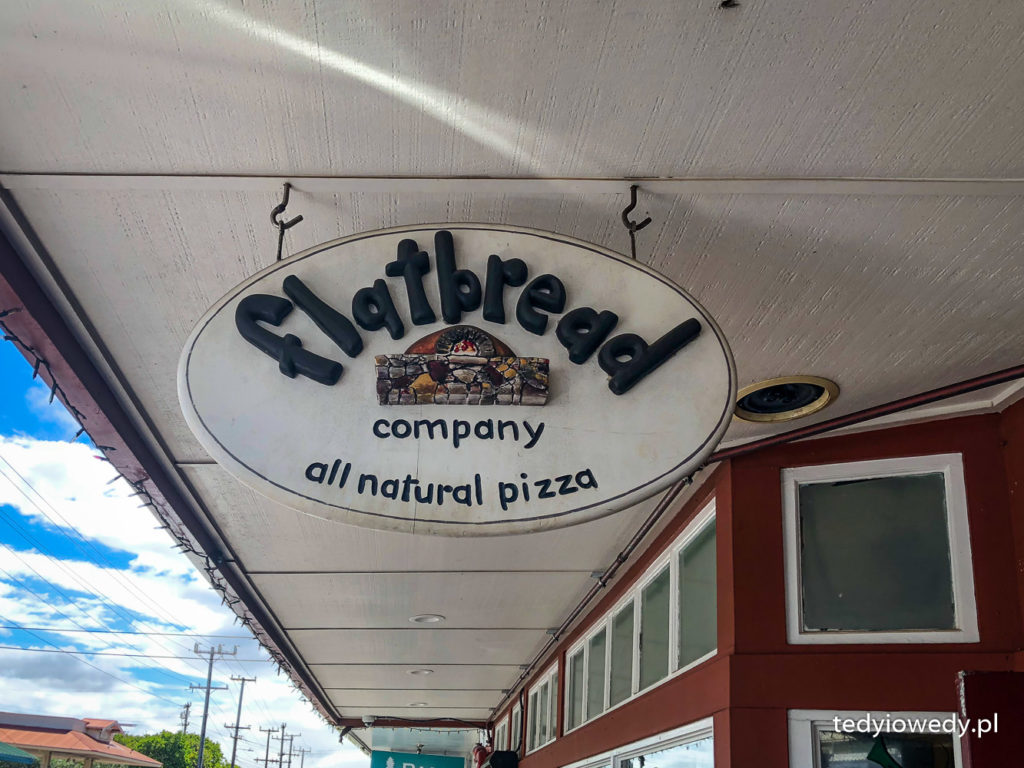 flatbread
company
all natural pizza
tedyiowedy.pl